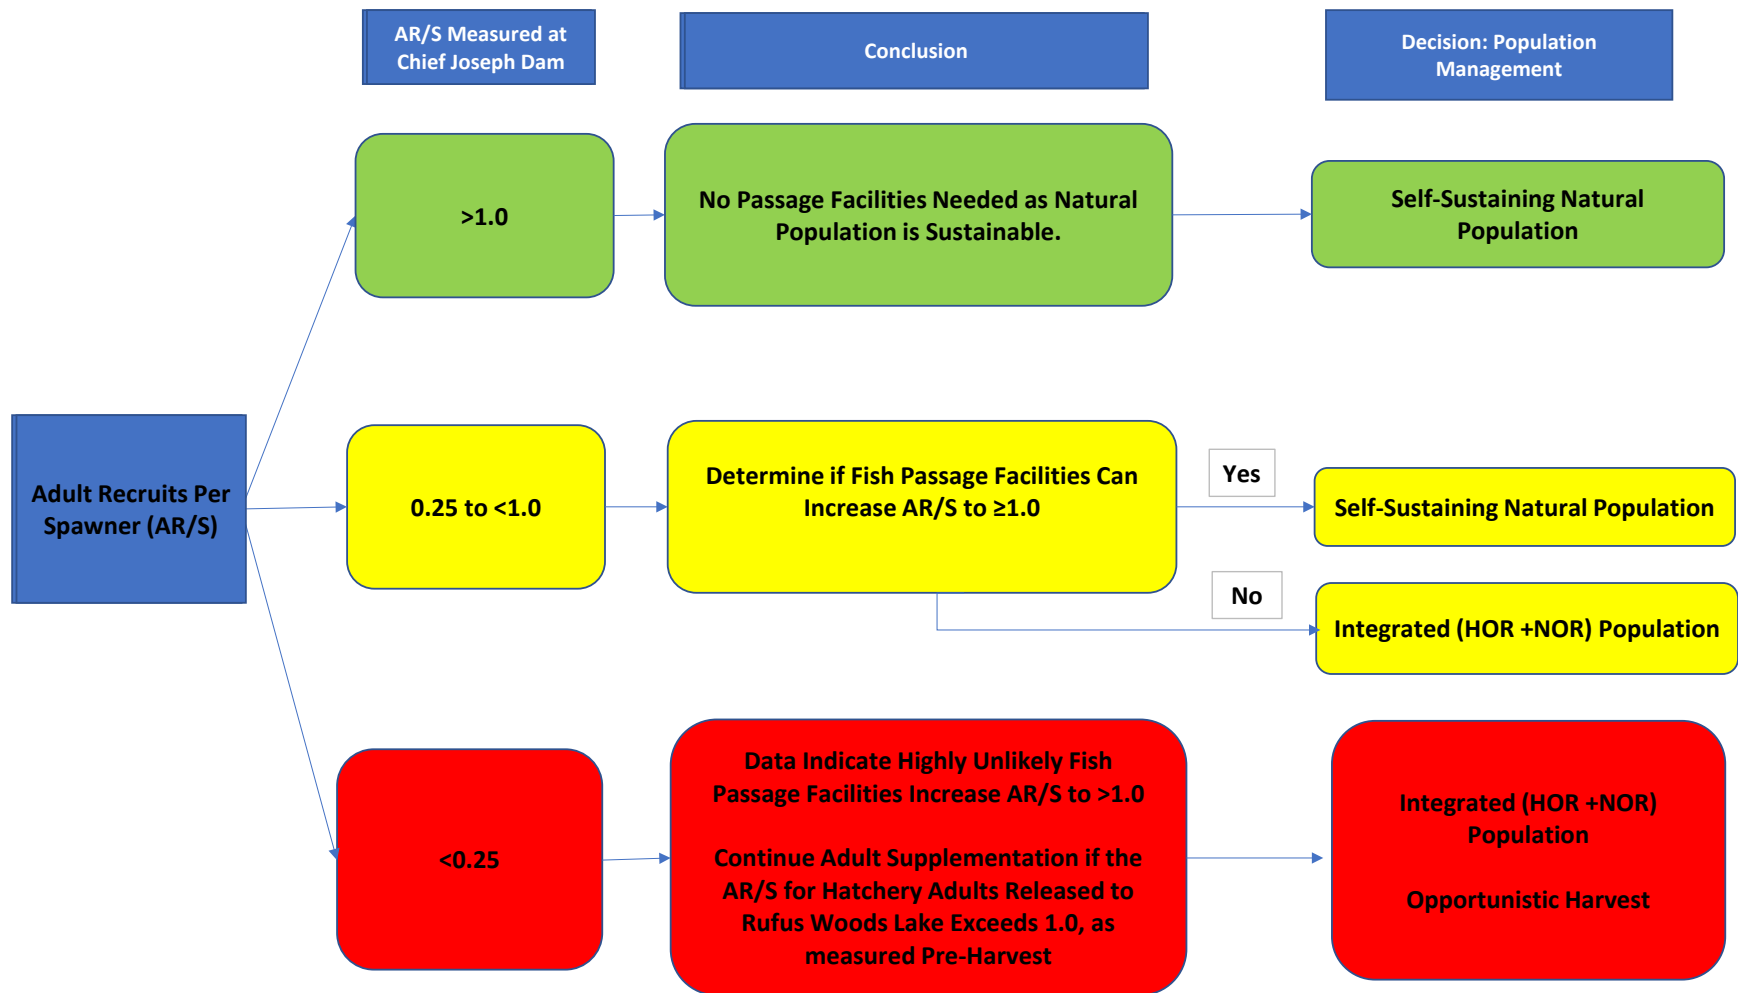 AR/S Measured at
Chief Joseph Dam
Conclusion
Decision: Population
Management
>1.0
No Passage Facilities Needed as Natural
Population is Sustainable.
Self-Sustaining Natural
Population
Adult Recruits Per
Spawner (AR/S)
0.25 to <1.0
Determine if Fish Passage Facilities Can
Increase AR/S to ≥1.0
Yes
Self-Sustaining Natural Population
No
Integrated (HOR +NOR) Population
<0.25
Data Indicate Highly Unlikely Fish
Passage Facilities Increase AR/S to >1.0
Continue Adult Supplementation if the
AR/S for Hatchery Adults Released to
Rufus Woods Lake Exceeds 1.0, as
measured Pre-Harvest
Integrated (HOR +NOR)
Population
Opportunistic Harvest